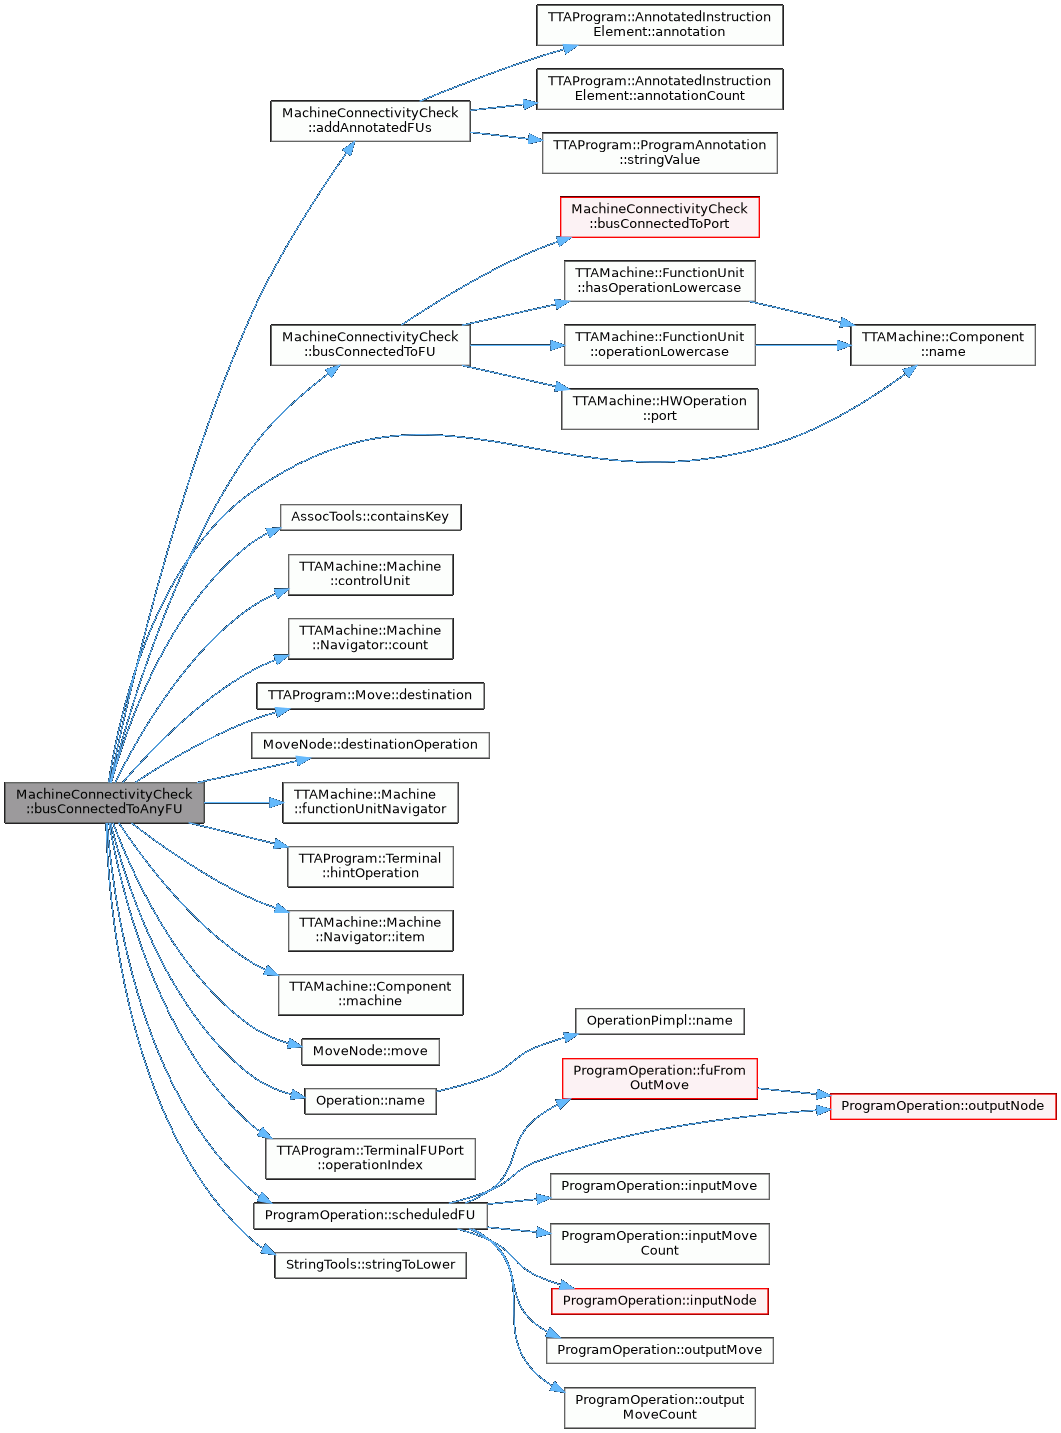 TTAProgram::AnnotatedInstruction
Element::annotation
TTAProgram::AnnotatedInstruction
Element::annotationCount
MachineConnectivityCheck
::addAnnotatedFUs
TTAProgram::ProgramAnnotation
::stringValue
MachineConnectivityCheck
::busConnectedToPort
TTAMachine::FunctionUnit
::hasOperationLowercase
MachineConnectivityCheck
::busConnectedToFU
TTAMachine::FunctionUnit
::operationLowercase
TTAMachine::Component
::name
TTAMachine::HWOperation
::port
AssocTools::containsKey
TTAMachine::Machine
::controlUnit
TTAMachine::Machine
::Navigator::count
TTAProgram::Move::destination
MoveNode::destinationOperation
MachineConnectivityCheck
::busConnectedToAnyFU
TTAMachine::Machine
::functionUnitNavigator
TTAProgram::Terminal
::hintOperation
TTAMachine::Machine
::Navigator::item
TTAMachine::Component
::machine
MoveNode::move
OperationPimpl::name
Operation::name
ProgramOperation::fuFrom
OutMove
ProgramOperation::outputNode
TTAProgram::TerminalFUPort
::operationIndex
ProgramOperation::inputMove
ProgramOperation::scheduledFU
ProgramOperation::inputMove
Count
StringTools::stringToLower
ProgramOperation::inputNode
ProgramOperation::outputMove
ProgramOperation::output
MoveCount